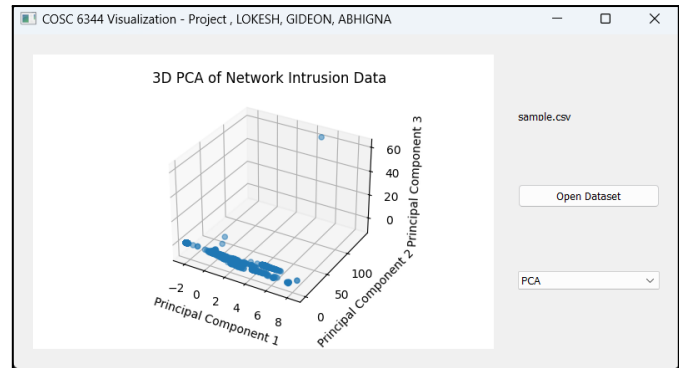 COSC 6344 Visualization - Project , LOKESH, GIDEON, ABHIGNA
3D PCA of Network Intrusion Data
sample.csv
Open Dataset
PCA
60
40
20
0
Principal Component 3
100
50
0
Principal Component 2
−2 0 2 4 6 8
Principal Component 1